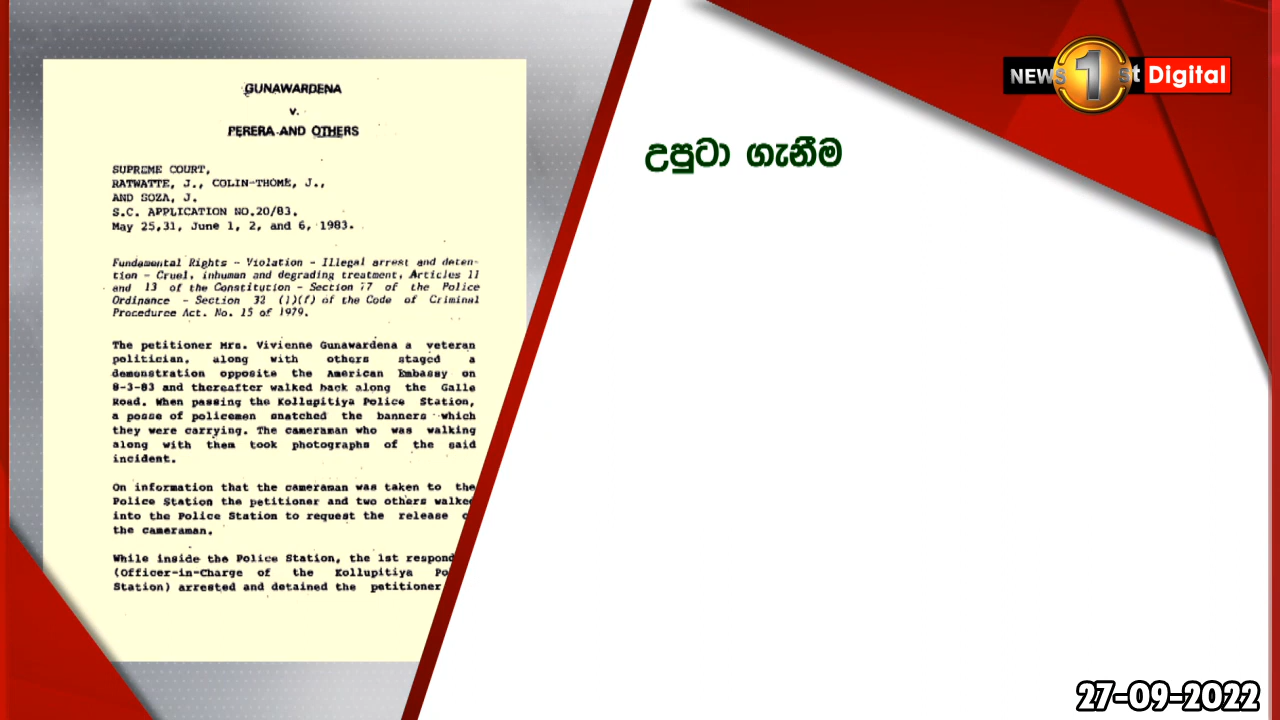 GUNAWARDENA
v.
PERERA AND OTHERS
SUPREME COURT,
RATWATTE, J., COLIN-THOMÉ, J.,
AND SOZA, J.
S.C. APPLICATION NO.20/83.
May 25,31, June 1, 2, and 6, 1983.
Fundamental Rights - Violation - Illegal arrest and deten-
tion - Cruel, inhuman and degrading treatment, Articles 11
and 13 of the Constitution - Section 77 of the Police
Ordinance - Section 32 (1)(f) of the Code of Criminal
Proceduree Act. No. 15 of 1979.
The petitioner Mrs. Vivienne Gunawardena a veteran
politician, along with others staged a
demonstration opposite the American Embassy on
8-3-83 and thereafter walked back along the Galle
Road. When passing the Kollupitiya Police Station,
a posse of policemen snatched the banners which
they were carrying. The cameraman who was walking
along with them took photographs of the said
incident.
On information that the cameraman was taken to the
Police Station the petitioner and two others walked
into the Police Station to request the release
the cameraman.
While inside the Police Station, the 1st
(Officer-in-Charge of the Kollupitiya
Station) arrested and detained the petitioner
උපුටා ගැනීම
NEWS 1st Digital
27-09-2022